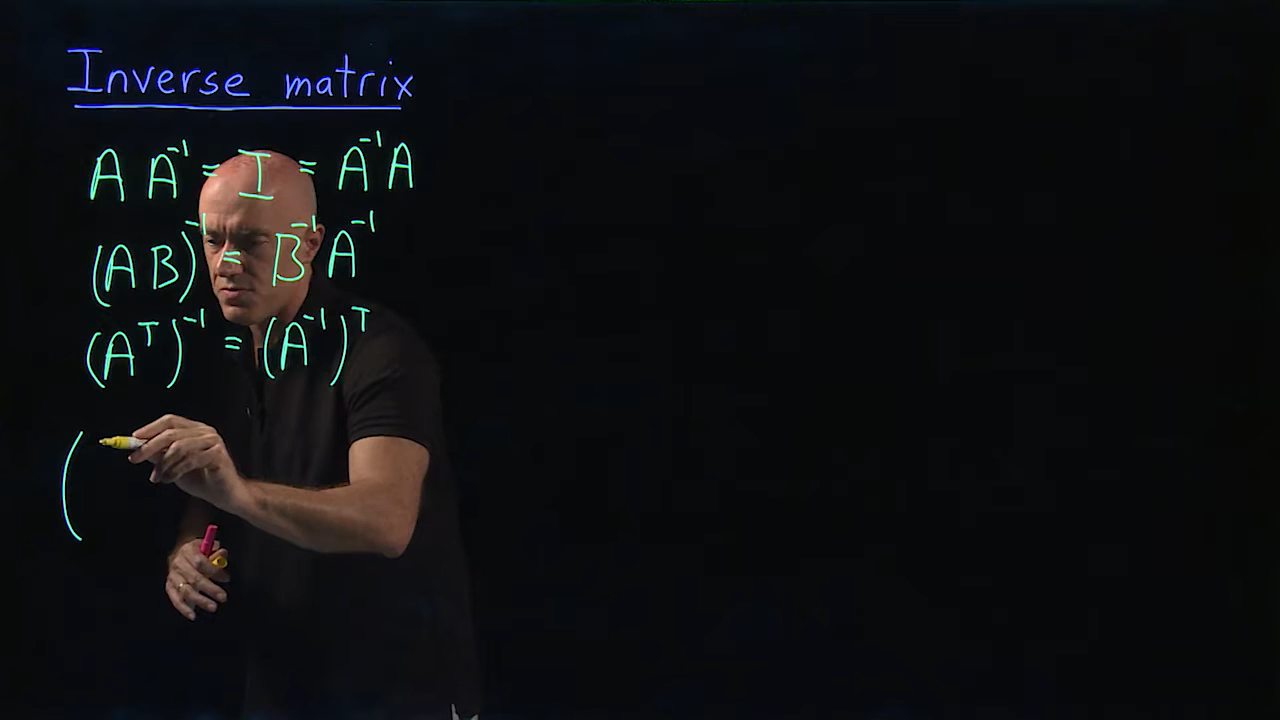 Inverse matrix
A A⁻¹ = I = A⁻¹A
(AB)⁻¹ = B⁻¹A⁻¹
(Aᵀ)⁻¹ = (A⁻¹)ᵀ
(